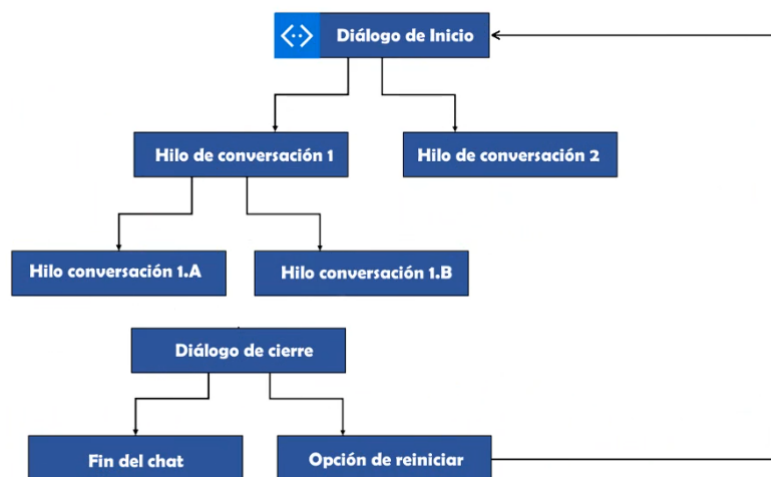 Diálogo de Inicio
Hilo de conversación 1
Hilo de conversación 2
Hilo conversación 1.A
Hilo conversación 1.B
Diálogo de cierre
Fin del chat
Opción de reiniciar